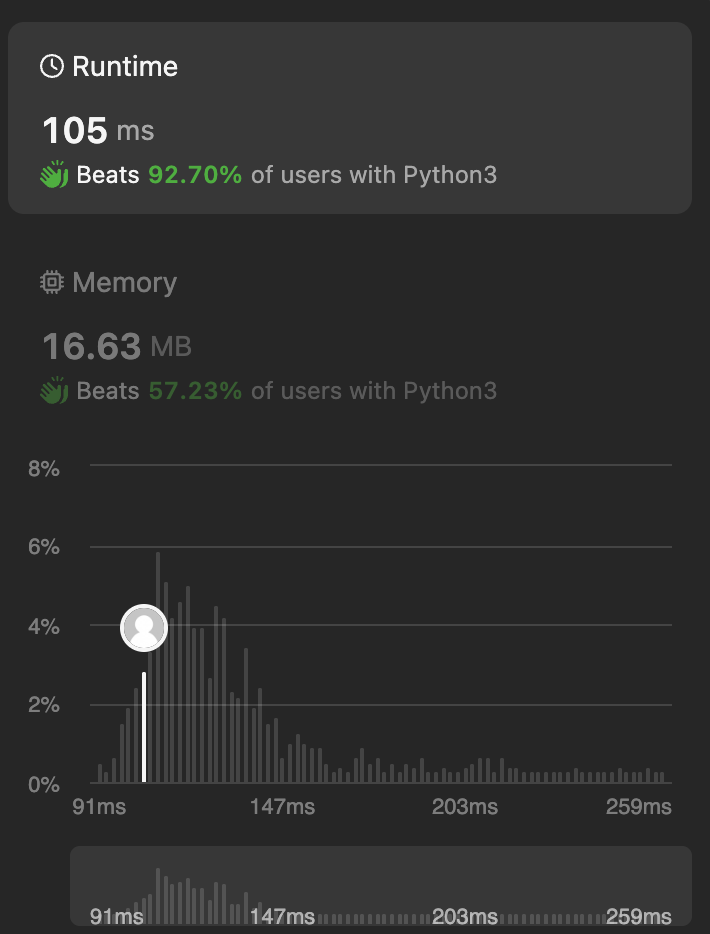 Runtime
105 ms
Beats 92.70% of users with Python3
Memory
16.63 MB
Beats 57.23% of users with Python3
8%
6%
4%
2%
0%
91ms 147ms 203ms 259ms
91ms 147ms 203ms 259ms